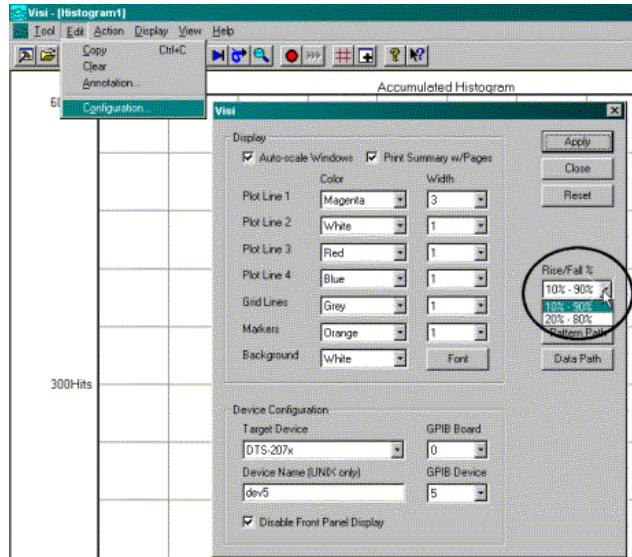 Visi - [Histogram1]
Tool Edit Action Display View Help
Copy Ctrl+C
Clear
Annotation...
Configuration...
Accumulated Histogram
60
300Hits
Visi
Display
Auto-scale Windows Print Summary w/Pages
Color Width
Plot Line 1 Magenta 3
Plot Line 2 White 1
Plot Line 3 Red 1
Plot Line 4 Blue 1
Grid Lines Grey 1
Markers Orange 1
Background White Font
Apply
Close
Reset
Rise/Fall %
10% - 90%
10% - 90%
20% - 80%
Pattern Path
Data Path
Device Configuration
Target Device GPIB Board
DTS-207x 0
Device Name (UNIX only) GPIB Device
dev5 5
Disable Front Panel Display